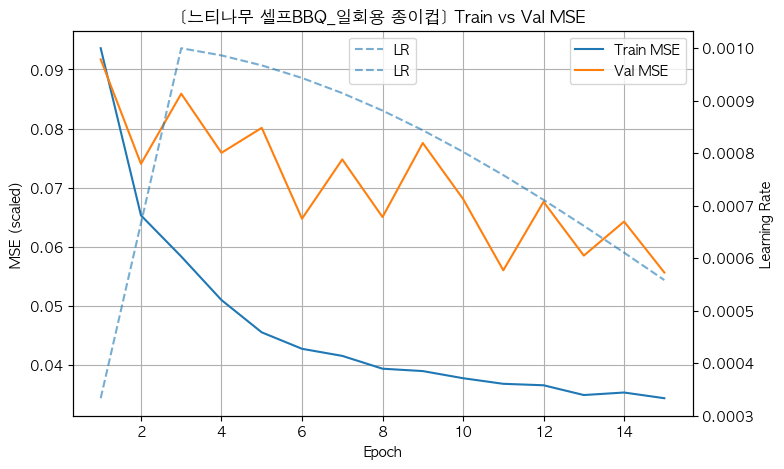 [느티나무 셀프BBQ_일회용 종이컵] Train vs Val MSE
LR
LR
Train MSE
Val MSE
MSE (scaled)
0.09
0.08
0.07
0.06
0.05
0.04
0.0010
0.0009
0.0008
0.0007
0.0006
0.0005
0.0004
0.0003
Learning Rate
2 4 6 8 10 12 14
Epoch